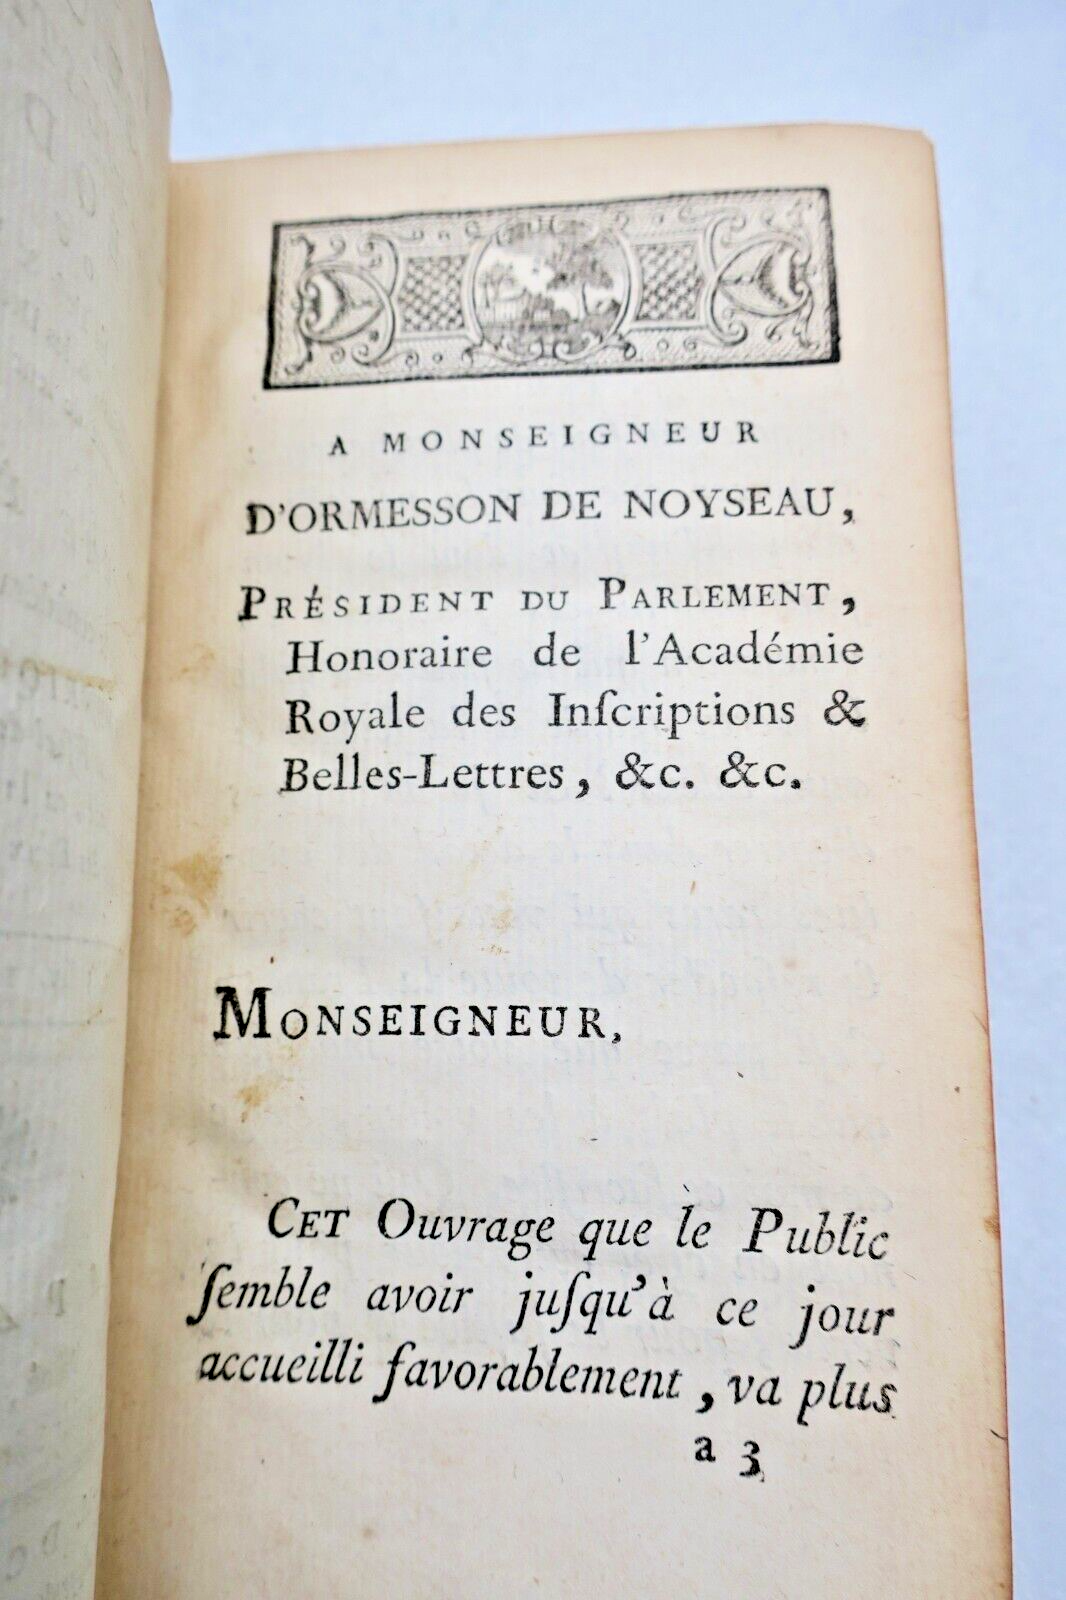 A MONSEIGNEUR
D'ORMESSON DE NOYSEAU,
PRÉSIDENT DU PARLEMENT,
Honoraire de l'Académie
Royale des Inſcriptions &
Belles-Lettres, &c. &c.
MONSEIGNEUR,
CET Ouvrage que le Public
ſemble avoir juſqu'à ce jour
accueilli favorablement, va plus
a 3